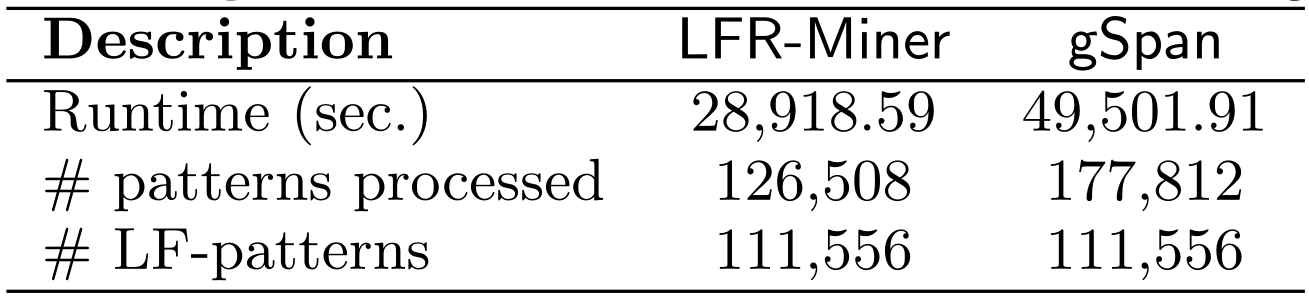 Description LFR-Miner gSpan
Runtime (sec.) 28,918.59 49,501.91
# patterns processed 126,508 177,812
# LF-patterns 111,556 111,556